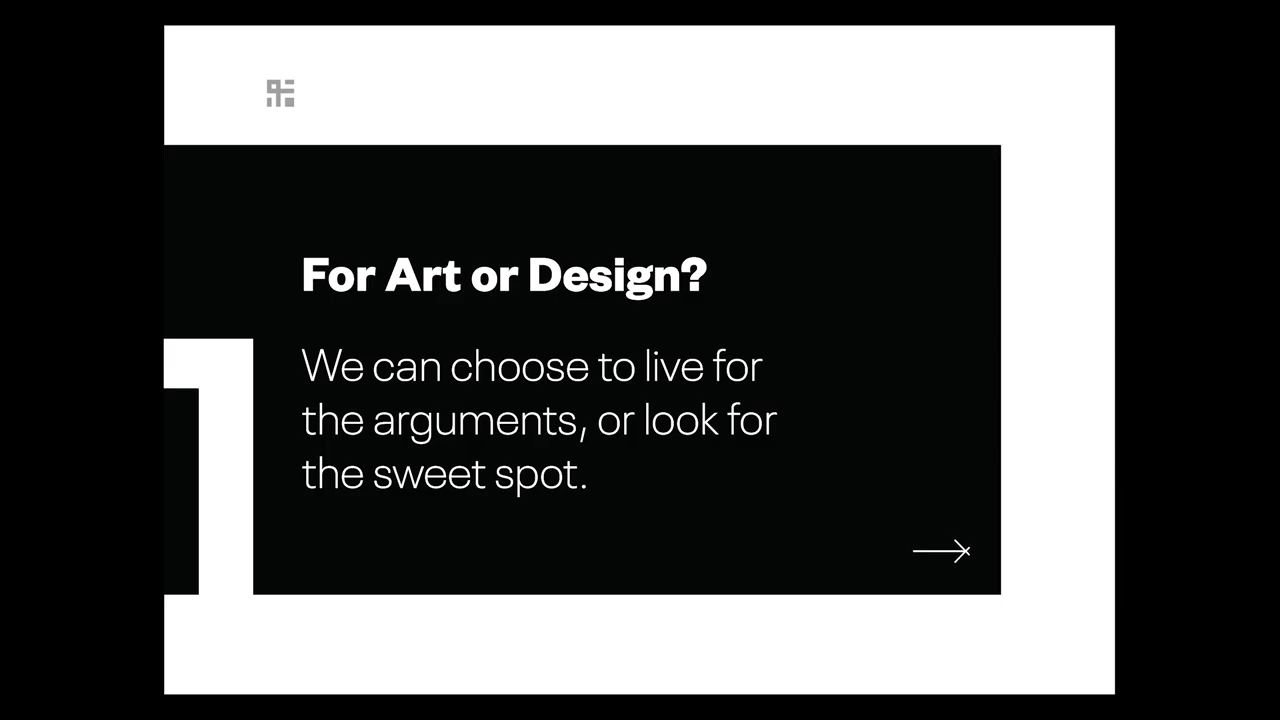 For Art or Design?
We can choose to live for
the arguments, or look for
the sweet spot.